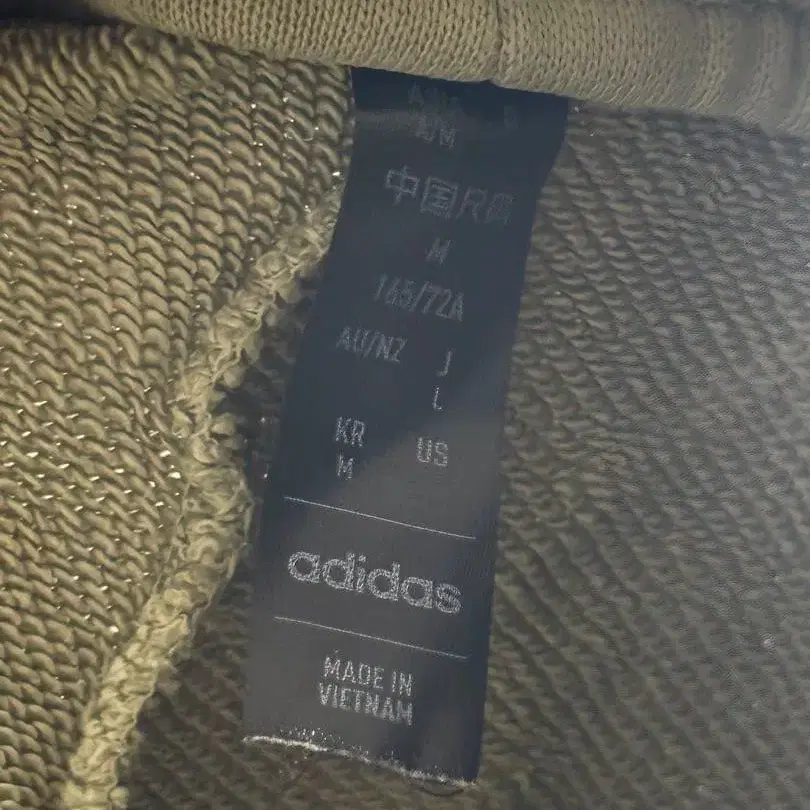 A/M
中国尺码
M
165/72A
AU/NZ J
L
KR US
M
adidas
MADE IN
VIETNAM